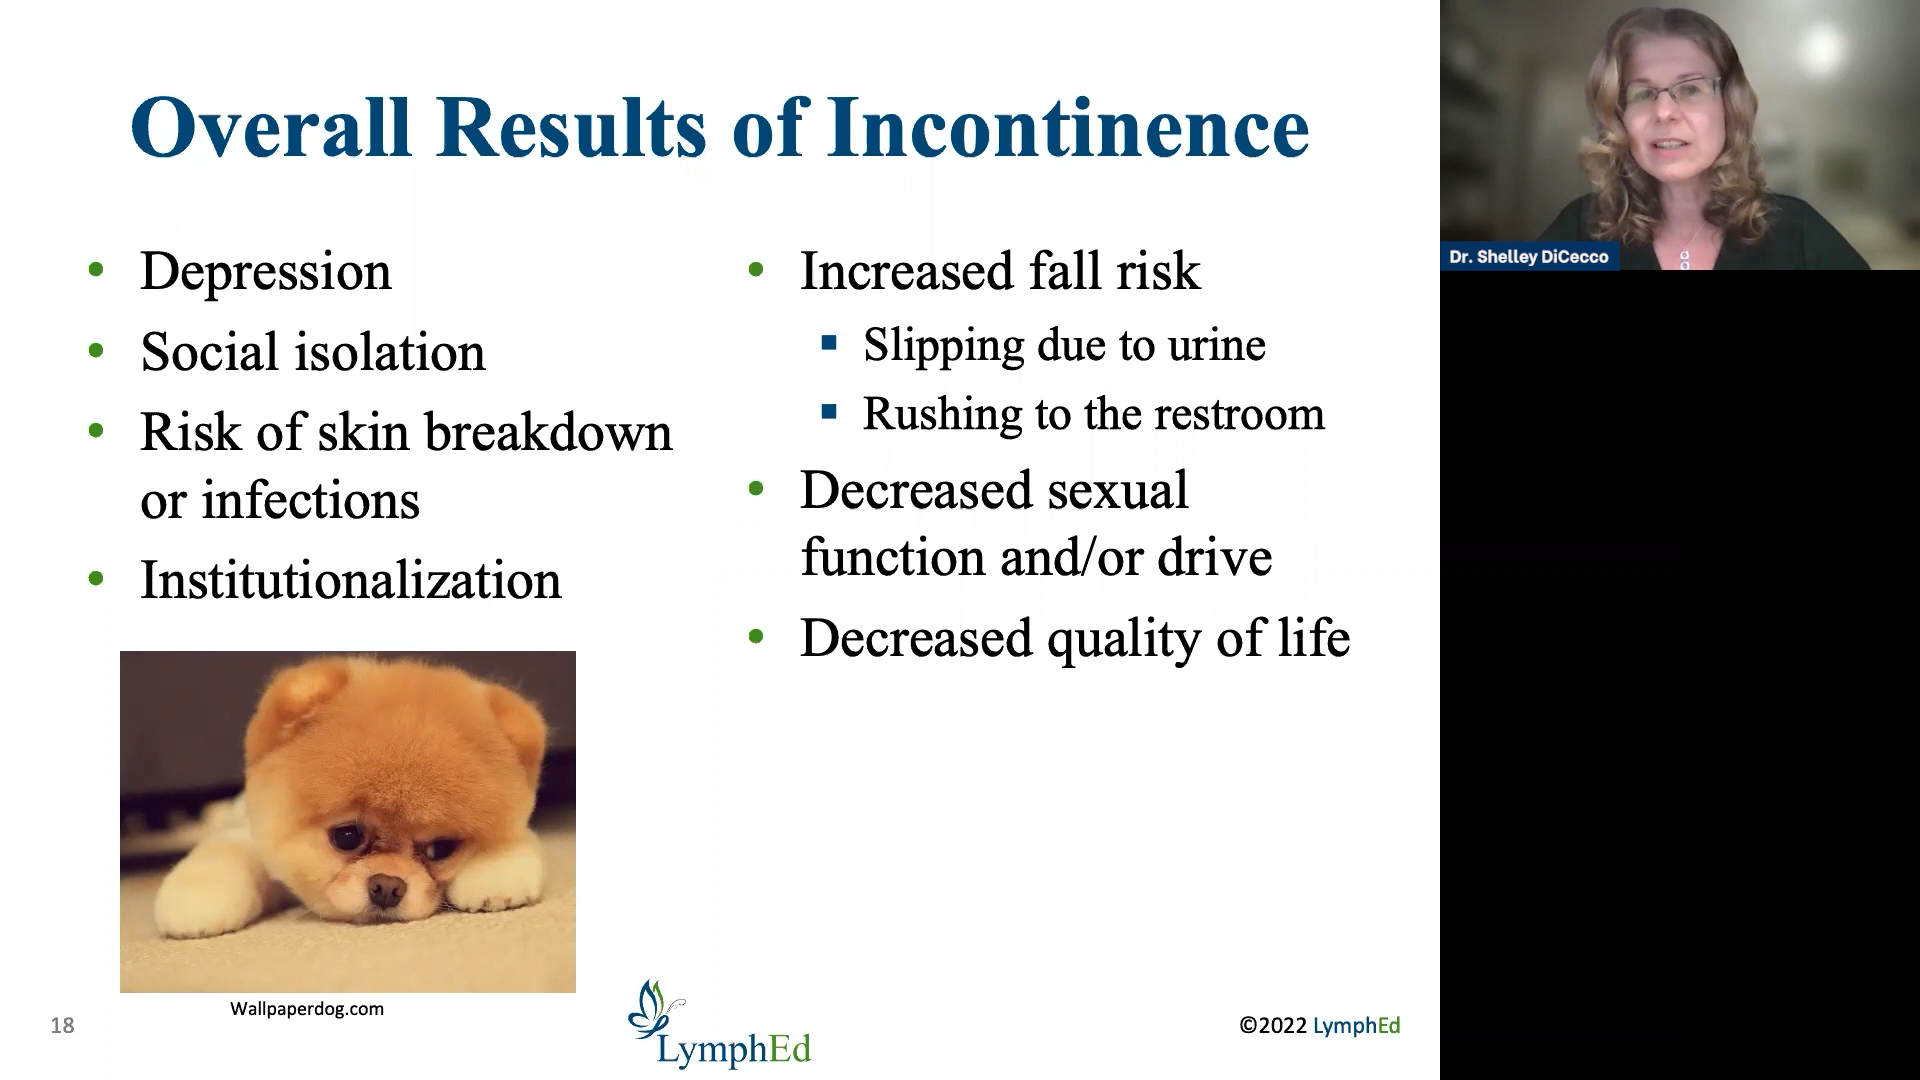 Overall Results of Incontinence
• Depression
• Social isolation
• Risk of skin breakdown
or infections
• Institutionalization
• Increased fall risk
▪ Slipping due to urine
▪ Rushing to the restroom
• Decreased sexual
function and/or drive
• Decreased quality of life
Wallpaperdog.com
18
LymphEd
©2022 LymphEd
Dr. Shelley DiCecco